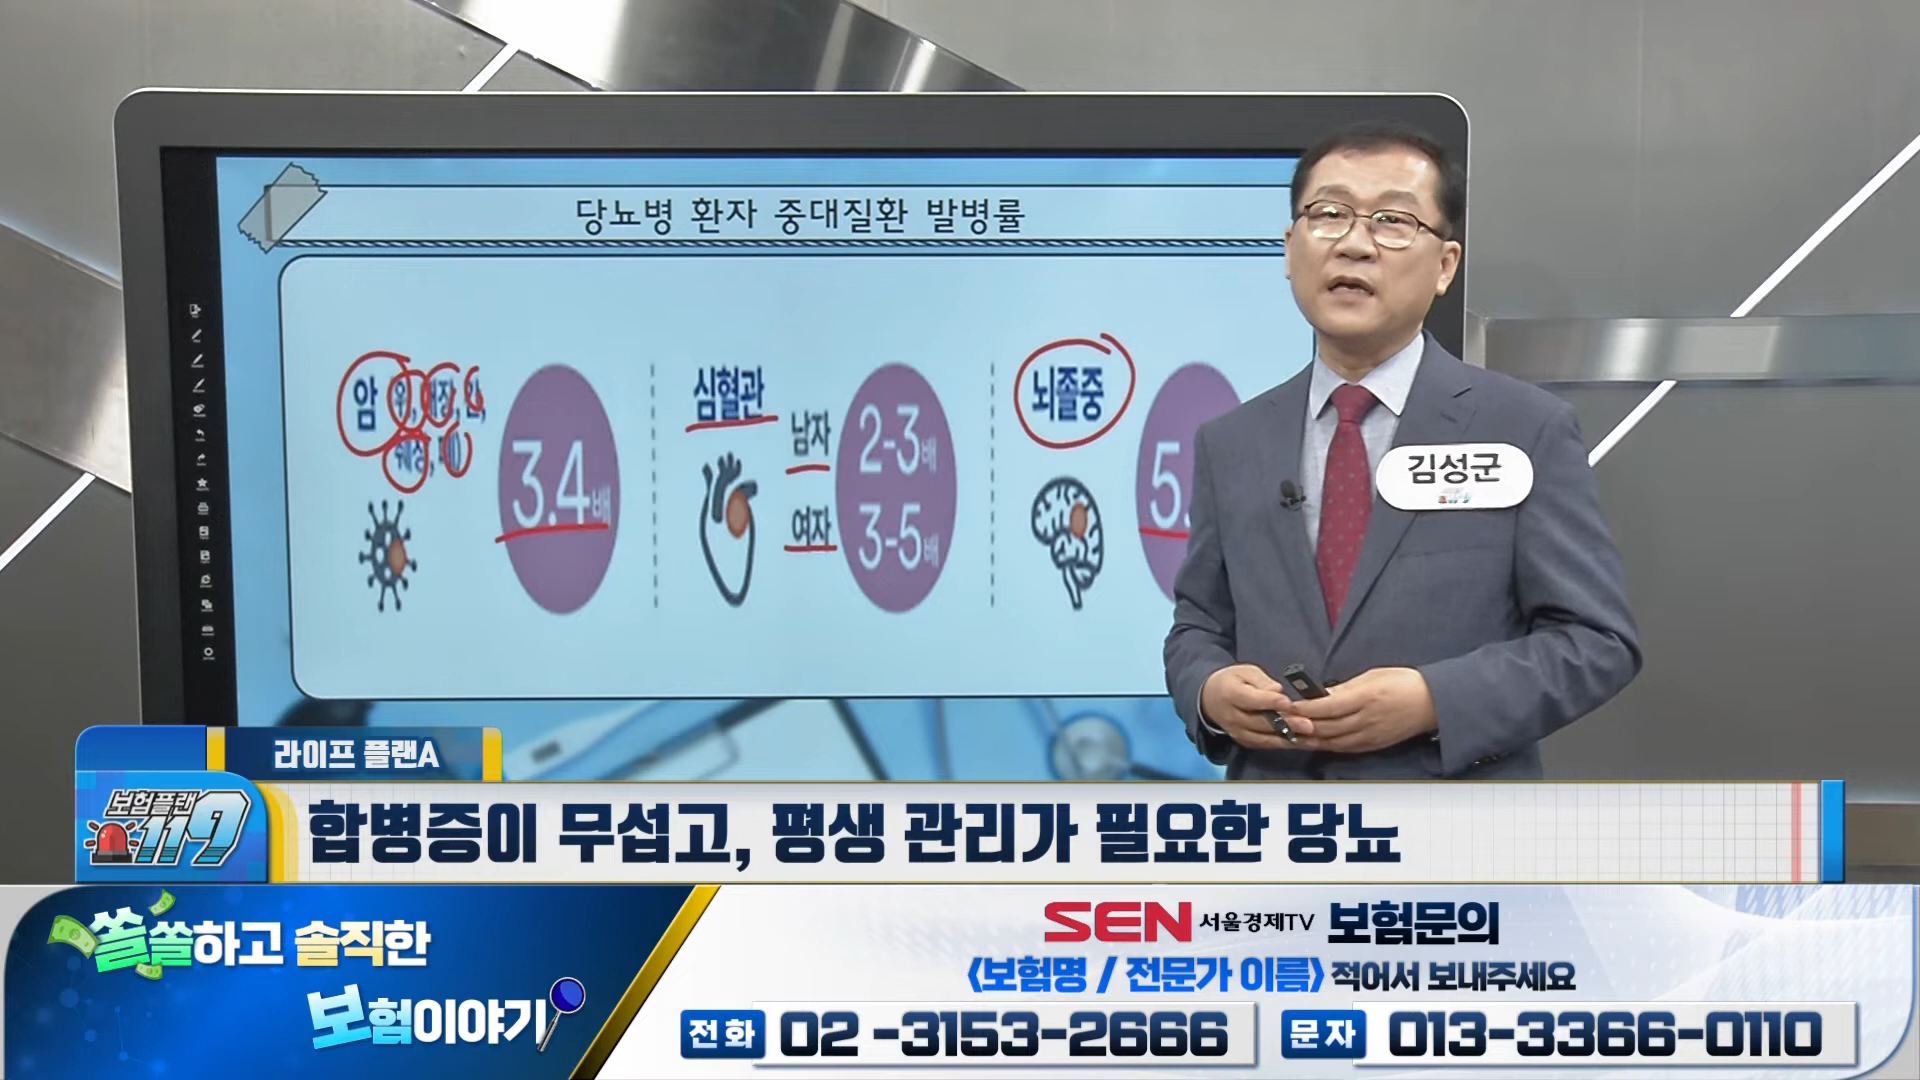 당뇨병 환자 중대질환 발병률
암
3.4배
심혈관
남자
2-3배
여자
3-5배
뇌졸중
5.
김성군
라이프 플랜A
보험플랜
119
합병증이 무섭고, 평생 관리가 필요한 당뇨
쏠쏠하고 솔직한
보험이야기
SEN 서울경제TV 보험문의
<보험명 / 전문가 이름> 적어서 보내주세요
전화 02-3153-2666
문자 013-3366-0110